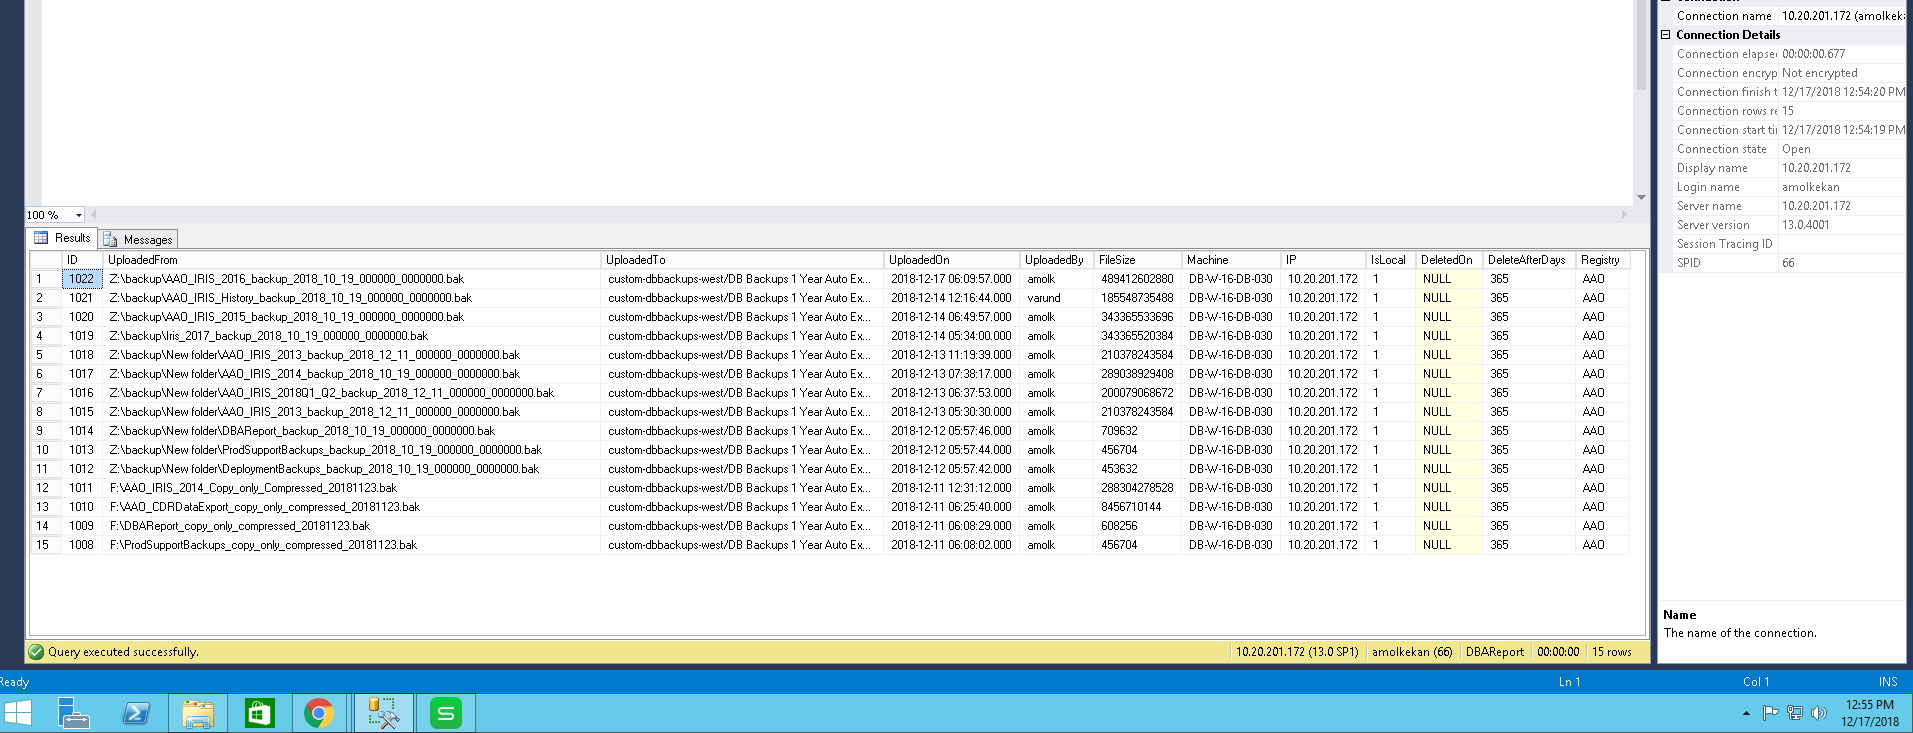 Connection name 10.20.201.172 (amolkek
Connection Details
Connection elapse 00:00:00.677
Connection encryp Not encrypted
Connection finish t 12/17/2018 12:54:20 PM
Connection rows re 15
Connection start ti 12/17/2018 12:54:19 PM
Connection state Open
Display name 10.20.201.172
Login name amolkekan
Server name 10.20.201.172
Server version 13.0.4001
Session Tracing ID
SPID 66
100 %
Results Messages
ID UploadedFrom UploadedTo UploadedOn UploadedBy FileSize Machine IP IsLocal DeletedOn DeleteAfterDays Registry
1 1022 Z:\backup\AAO_IRIS_2016_backup_2018_10_19_000000_0000000.bak custom-dbbackups-west/DB Backups 1 Year Auto Ex... 2018-12-17 06:09:57.000 amolk 489412602880 DB-W-16-DB-030 10.20.201.172 1 NULL 365 AAO
2 1021 Z:\backup\AAO_IRIS_History_backup_2018_10_19_000000_0000000.bak custom-dbbackups-west/DB Backups 1 Year Auto Ex... 2018-12-14 12:16:44.000 varund 185548735488 DB-W-16-DB-030 10.20.201.172 1 NULL 365 AAO
3 1020 Z:\backup\AAO_IRIS_2015_backup_2018_10_19_000000_0000000.bak custom-dbbackups-west/DB Backups 1 Year Auto Ex... 2018-12-14 06:49:57.000 amolk 343365533696 DB-W-16-DB-030 10.20.201.172 1 NULL 365 AAO
4 1019 Z:\backup\Iris_2017_backup_2018_10_19_000000_0000000.bak custom-dbbackups-west/DB Backups 1 Year Auto Ex... 2018-12-14 05:34:00.000 amolk 343365520384 DB-W-16-DB-030 10.20.201.172 1 NULL 365 AAO
5 1018 Z:\backup\New folder\AAO_IRIS_2013_backup_2018_12_11_000000_0000000.bak custom-dbbackups-west/DB Backups 1 Year Auto Ex... 2018-12-13 11:19:39.000 amolk 210378243584 DB-W-16-DB-030 10.20.201.172 1 NULL 365 AAO
6 1017 Z:\backup\New folder\AAO_IRIS_2014_backup_2018_10_19_000000_0000000.bak custom-dbbackups-west/DB Backups 1 Year Auto Ex... 2018-12-13 07:38:17.000 amolk 289038929408 DB-W-16-DB-030 10.20.201.172 1 NULL 365 AAO
7 1016 Z:\backup\New folder\AAO_IRIS_2018Q1_Q2_backup_2018_12_11_000000_0000000.bak custom-dbbackups-west/DB Backups 1 Year Auto Ex... 2018-12-13 06:37:53.000 amolk 200079068672 DB-W-16-DB-030 10.20.201.172 1 NULL 365 AAO
8 1015 Z:\backup\New folder\AAO_IRIS_2013_backup_2018_12_11_000000_0000000.bak custom-dbbackups-west/DB Backups 1 Year Auto Ex... 2018-12-13 05:30:30.000 amolk 210378243584 DB-W-16-DB-030 10.20.201.172 1 NULL 365 AAO
9 1014 Z:\backup\New folder\DBAReport_backup_2018_10_19_000000_0000000.bak custom-dbbackups-west/DB Backups 1 Year Auto Ex... 2018-12-12 05:57:46.000 amolk 709632 DB-W-16-DB-030 10.20.201.172 1 NULL 365 AAO
10 1013 Z:\backup\New folder\ProdSupportBackups_backup_2018_10_19_000000_0000000.bak custom-dbbackups-west/DB Backups 1 Year Auto Ex... 2018-12-12 05:57:44.000 amolk 456704 DB-W-16-DB-030 10.20.201.172 1 NULL 365 AAO
11 1012 Z:\backup\New folder\DeploymentBackups_backup_2018_10_19_000000_0000000.bak custom-dbbackups-west/DB Backups 1 Year Auto Ex... 2018-12-12 05:57:42.000 amolk 453632 DB-W-16-DB-030 10.20.201.172 1 NULL 365 AAO
12 1011 F:\AAO_IRIS_2014_Copy_only_Compressed_20181123.bak custom-dbbackups-west/DB Backups 1 Year Auto Ex... 2018-12-11 12:31:12.000 amolk 288304278528 DB-W-16-DB-030 10.20.201.172 1 NULL 365 AAO
13 1010 F:\AAO_CDRDataExport_copy_only_compressed_20181123.bak custom-dbbackups-west/DB Backups 1 Year Auto Ex... 2018-12-11 06:25:40.000 amolk 8456710144 DB-W-16-DB-030 10.20.201.172 1 NULL 365 AAO
14 1009 F:\DBAReport_copy_only_compressed_20181123.bak custom-dbbackups-west/DB Backups 1 Year Auto Ex... 2018-12-11 06:08:29.000 amolk 608256 DB-W-16-DB-030 10.20.201.172 1 NULL 365 AAO
15 1008 F:\ProdSupportBackups_copy_only_compressed_20181123.bak custom-dbbackups-west/DB Backups 1 Year Auto Ex... 2018-12-11 06:08:02.000 amolk 456704 DB-W-16-DB-030 10.20.201.172 1 NULL 365 AAO
Name
The name of the connection.
Query executed successfully. 10.20.201.172 (13.0 SP1) amolkekan (66) DBAReport 00:00:00 15 rows
Ready Ln 1 Col 1 INS
S
12:55 PM
12/17/2018